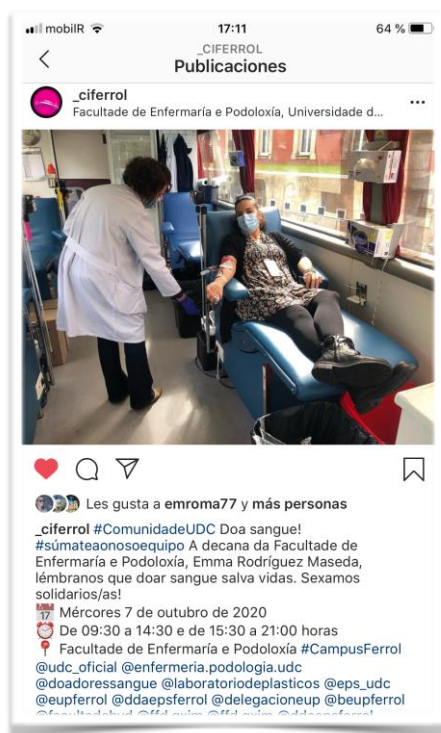 mobilR 17:11 64 %
_CIFERROL
Publicaciones
_ciferrol
Facultade de Enfermaría e Podoloxía, Universidade d...
Les gusta a emroma77 y más personas
_ciferrol #ComunidadeUDC Doa sangue!
#súmateaonosoequipo A decana da Facultade de
Enfermaría e Podoloxía, Emma Rodríguez Maseda,
lémbranos que doar sangue salva vidas. Sexamos
solidarios/as!
17 Mércores 7 de outubro de 2020
De 09:30 a 14:30 e de 15:30 a 21:00 horas
Facultade de Enfermaría e Podoloxía #CampusFerrol
@udc_oficial @enfermeria.podologia.udc
@doadoressangue @laboratoriodeplasticos @eps_udc
@eupferrol @ddaepsferrol @delegacioneup @beupferrol